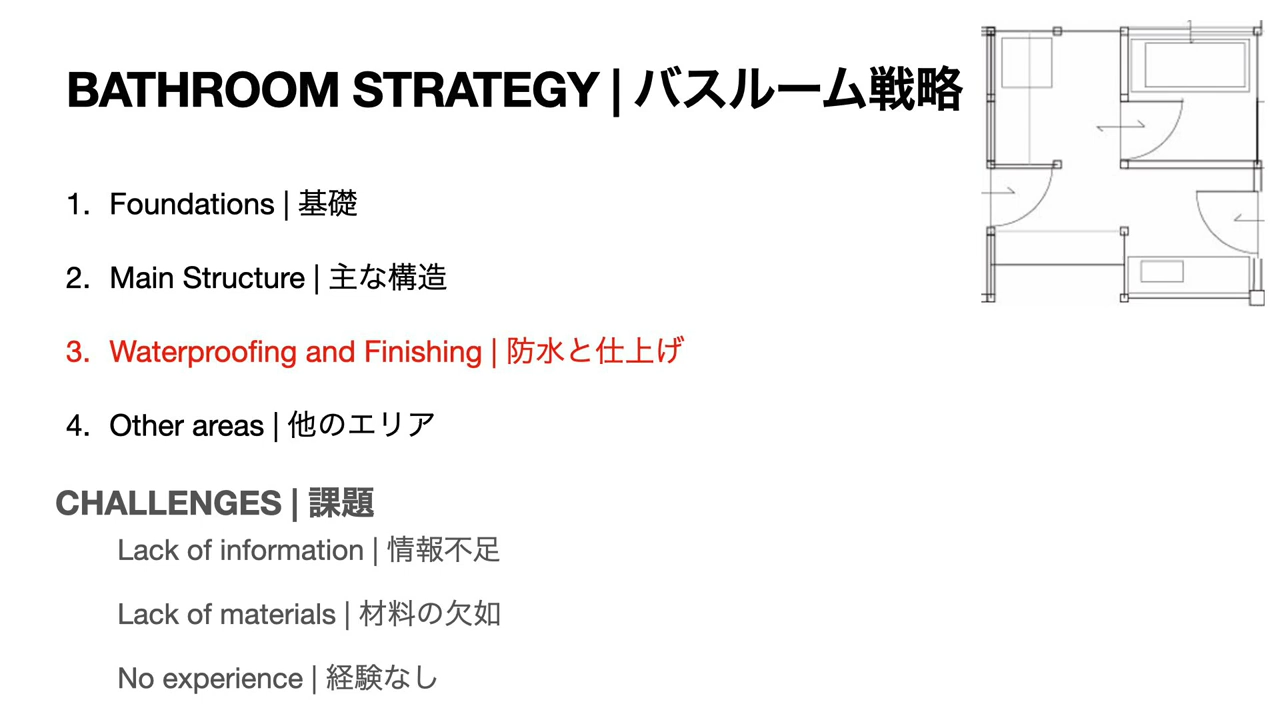 BATHROOM STRATEGY | バスルーム戦略
1. Foundations | 基礎
2. Main Structure | 主な構造
3. Waterproofing and Finishing | 防水と仕上げ
4. Other areas | 他のエリア
CHALLENGES | 課題
Lack of information | 情報不足
Lack of materials | 材料の欠如
No experience | 経験なし